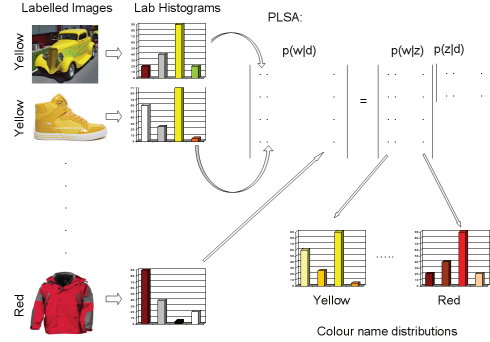 Labelled Images
Lab Histograms
PLSA:
p(w|d)
p(w|z)
p(z|d)
=
Yellow
Yellow
Red
Yellow
Red
Colour name distributions